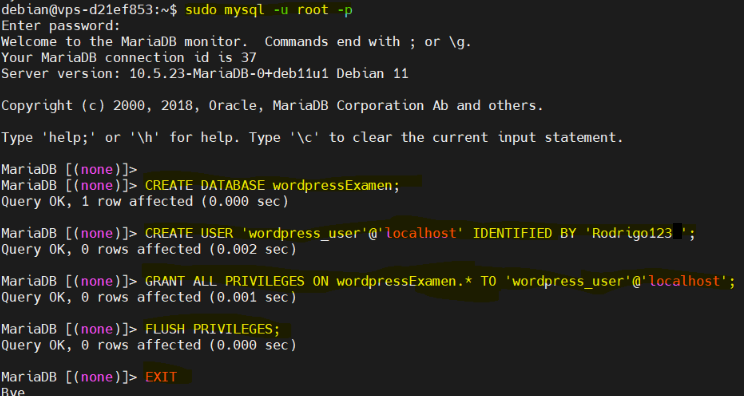 debian@vps-d21ef853:~$ sudo mysql -u root -p
Enter password:
Welcome to the MariaDB monitor.  Commands end with ; or \g.
Your MariaDB connection id is 37
Server version: 10.5.23-MariaDB-0+deb11u1 Debian 11
Copyright (c) 2000, 2018, Oracle, MariaDB Corporation Ab and others.
Type 'help;' or '\h' for help. Type '\c' to clear the current input statement.
MariaDB [(none)]>
MariaDB [(none)]> CREATE DATABASE wordpressExamen;
Query OK, 1 row affected (0.000 sec)
MariaDB [(none)]> CREATE USER 'wordpress_user'@'localhost' IDENTIFIED BY 'Rodrigo123 ';
Query OK, 0 rows affected (0.002 sec)
MariaDB [(none)]> GRANT ALL PRIVILEGES ON wordpressExamen.* TO 'wordpress_user'@'localhost';
Query OK, 0 rows affected (0.001 sec)
MariaDB [(none)]> FLUSH PRIVILEGES;
Query OK, 0 rows affected (0.000 sec)
MariaDB [(none)]> EXIT
Bye